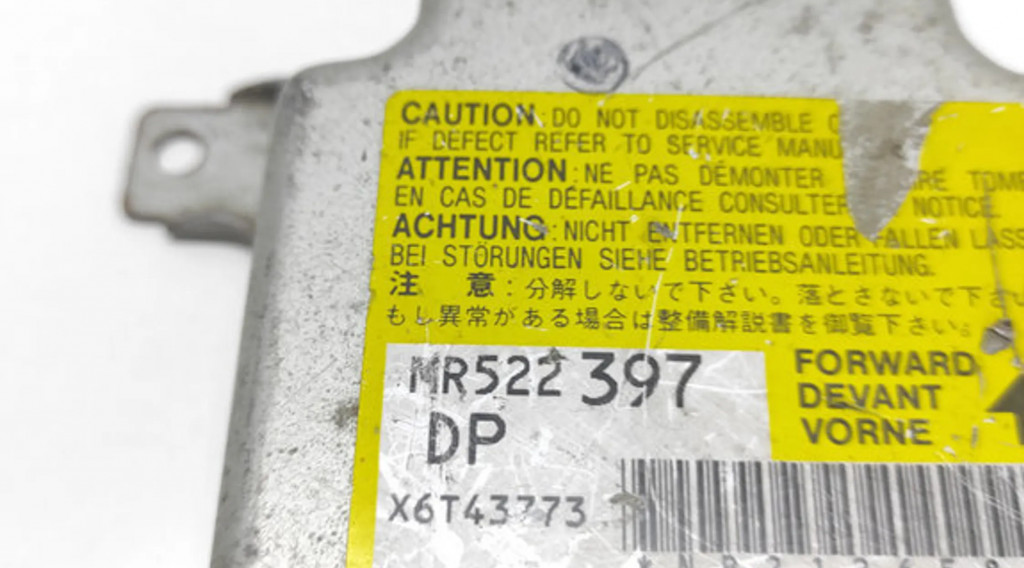 CAUTION: DO NOT DISASSEMBLE
IF DEFECT REFER TO SERVICE
ATTENTION: NE PAS DÉMONTER
EN CAS DE DÉFAILLANCE CONSULTER NOTICE.
ACHTUNG: NICHT ENTFERNEN ODER FALLEN
BEI STÖRUNGEN SIEHE BETRIEBSANLEITUNG.
注 意: 分解しないで下さい。落とさないで下さい
もし異常がある場合は整備解説書を御覧下さい。
MR522397
DP
X6T43773
FORWARD
DEVANT
VORNE